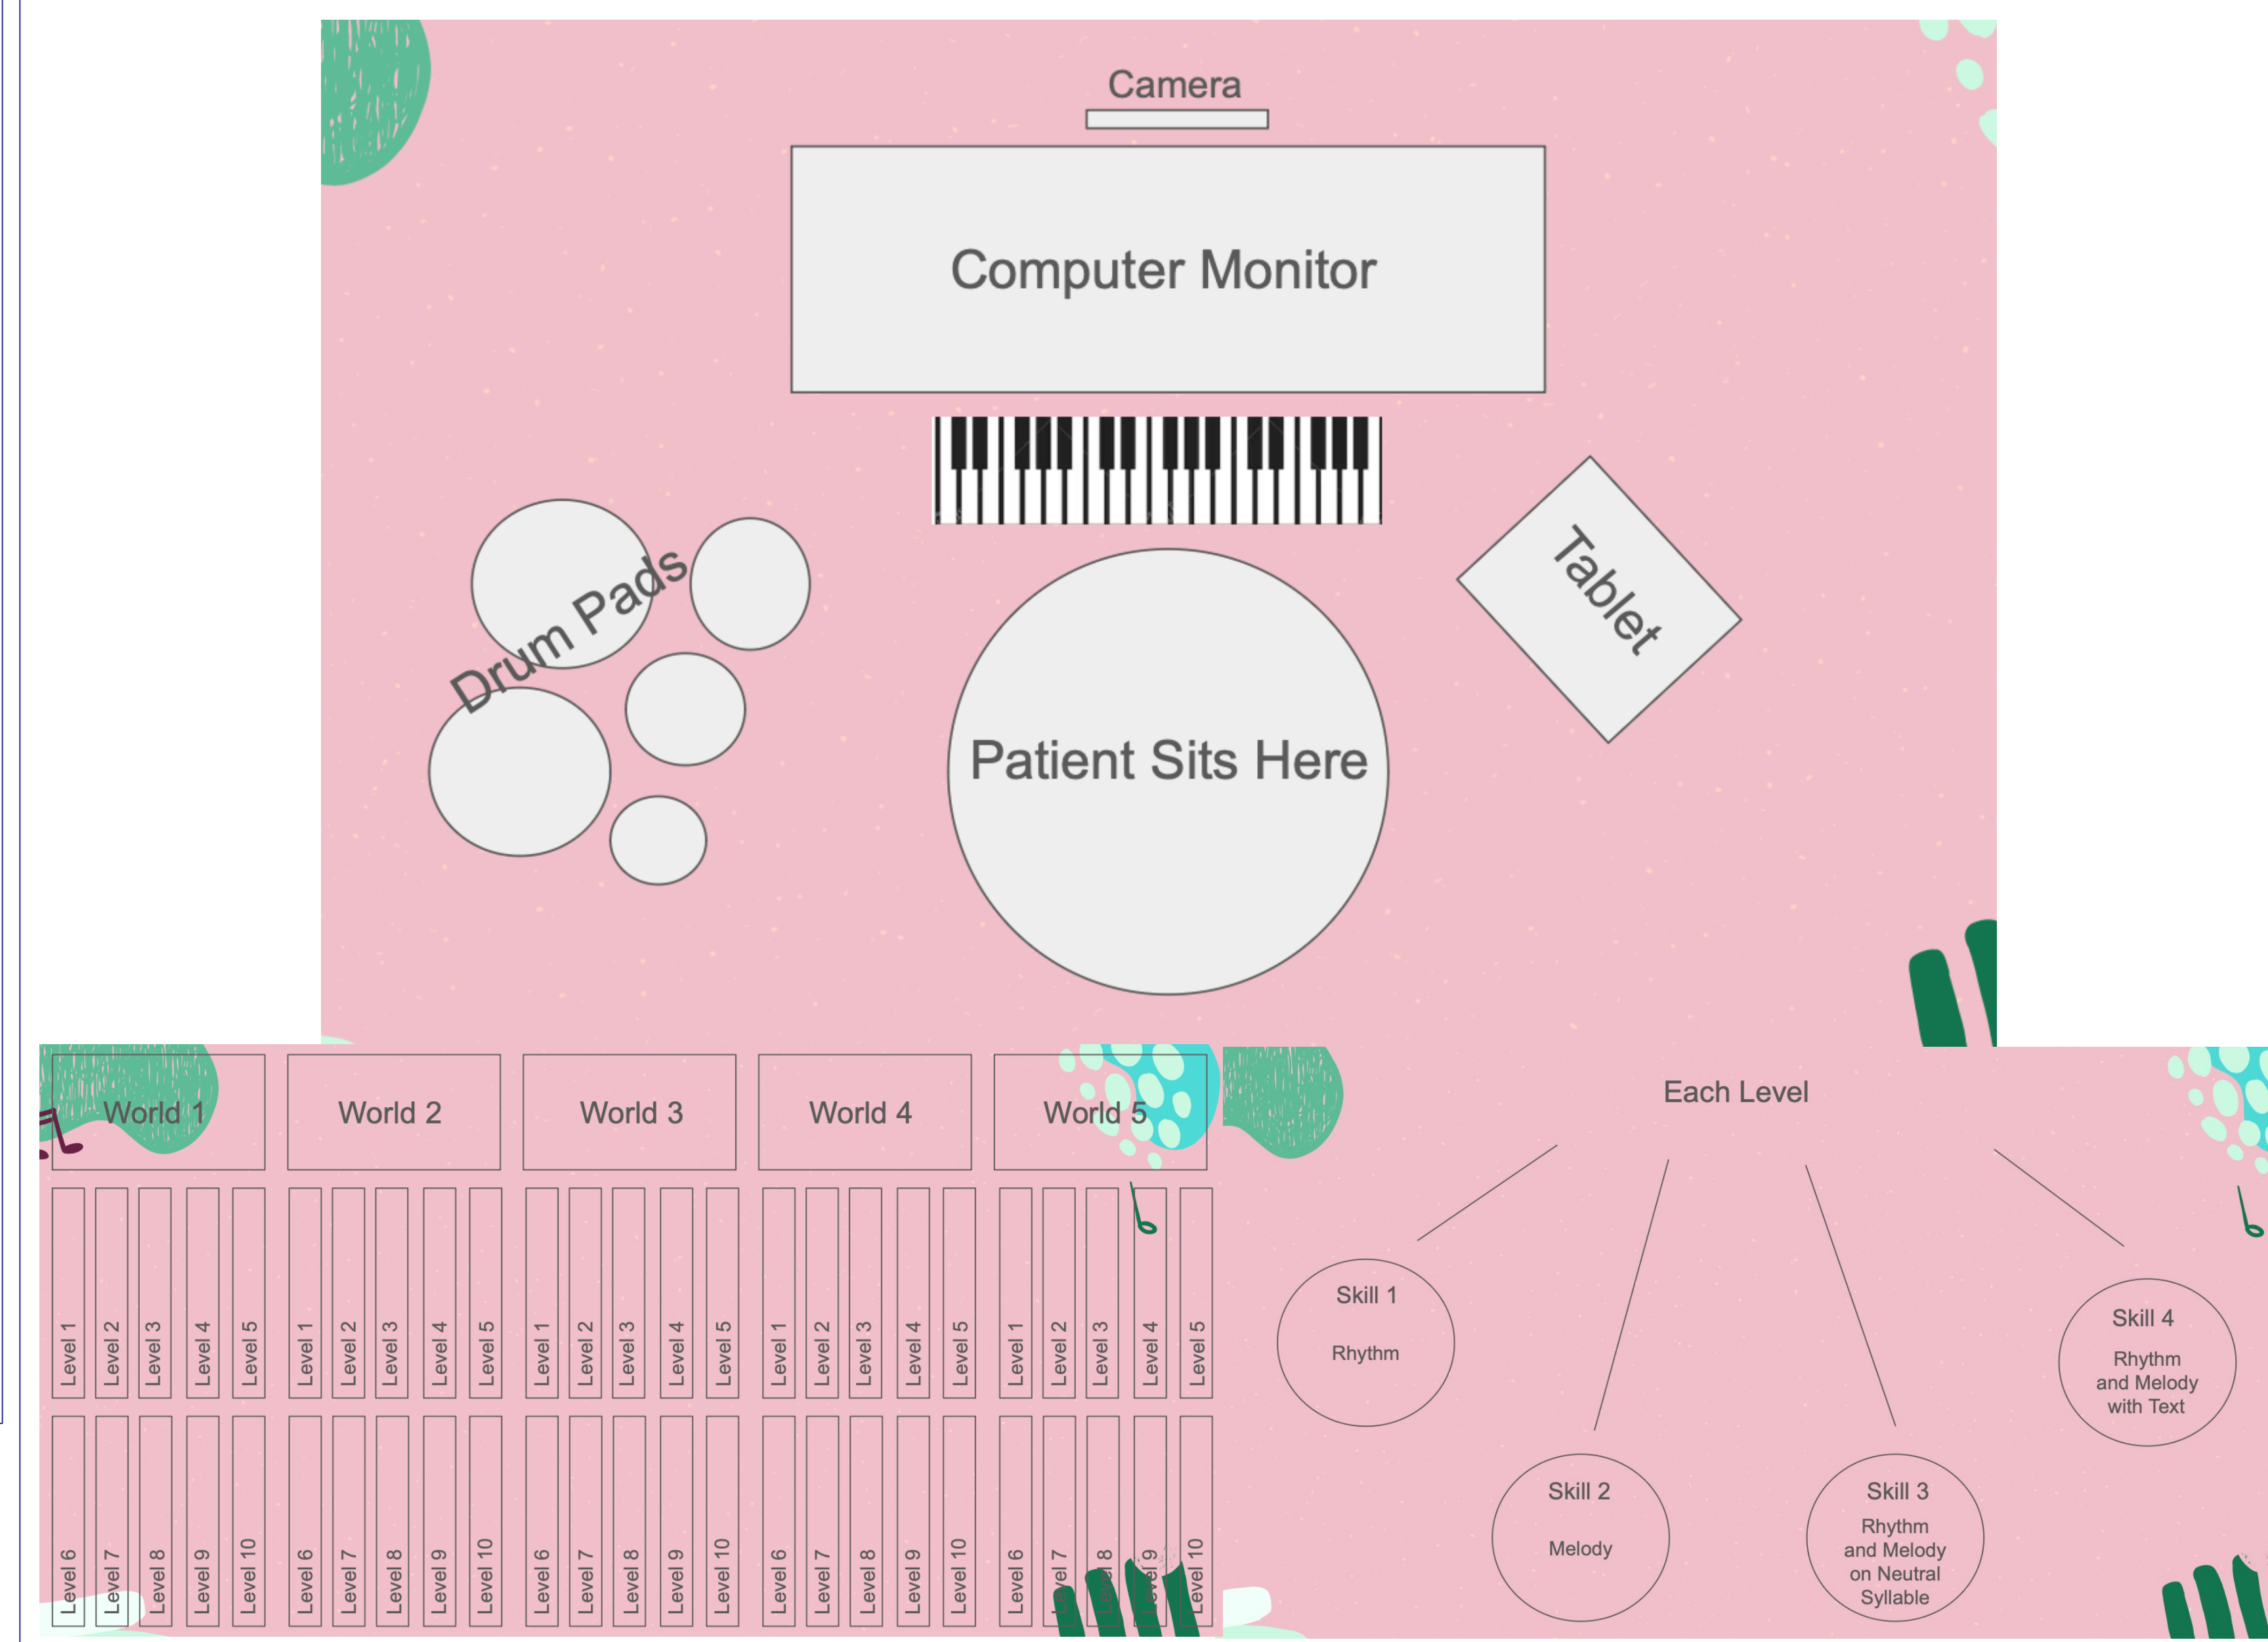 Camera
Computer Monitor
Drum Pads
Tablet
Patient Sits Here
World 1
World 2
World 3
World 4
World 5
Level 1
Level 2
Level 3
Level 4
Level 5
Level 1
Level 2
Level 3
Level 4
Level 5
Level 1
Level 2
Level 3
Level 4
Level 5
Level 1
Level 2
Level 3
Level 4
Level 5
Level 1
Level 2
Level 3
Level 4
Level 5
Level 6
Level 7
Level 8
Level 9
Level 10
Level 6
Level 7
Level 8
Level 9
Level 10
Level 6
Level 7
Level 8
Level 9
Level 10
Level 6
Level 7
Level 8
Level 9
Level 10
Level 6
Level 7
Level 8
Level 9
Level 10
Each Level
Skill 1
Rhythm
Skill 2
Melody
Skill 3
Rhythm
and Melody
on Neutral
Syllable
Skill 4
Rhythm
and Melody
with Text